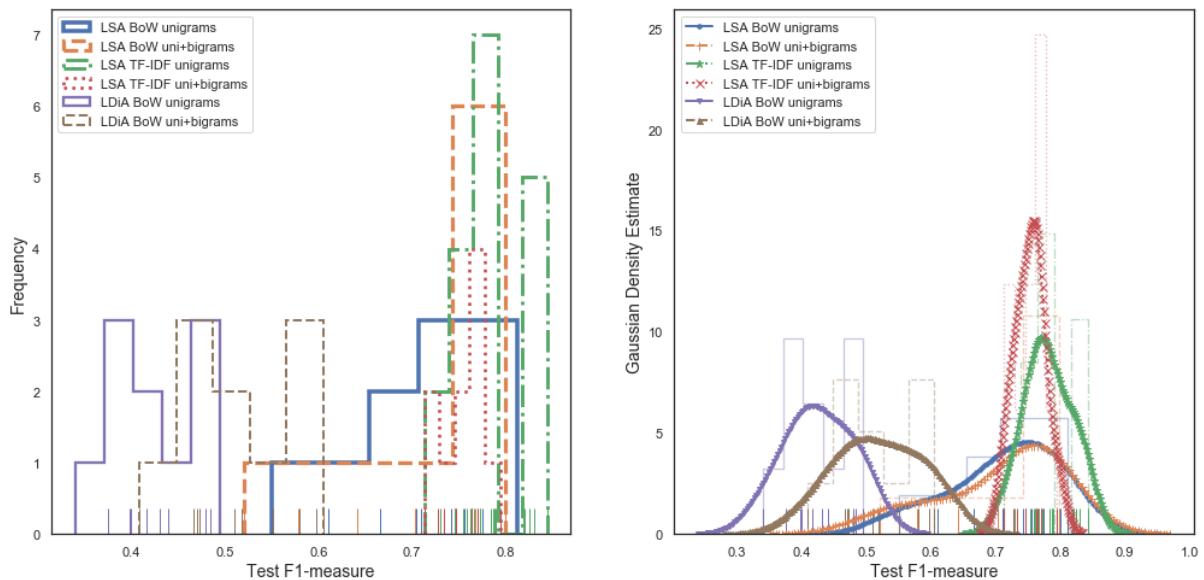 LSA BoW unigrams
LSA BoW uni+bigrams
LSA TF-IDF unigrams
LSA TF-IDF uni+bigrams
LDiA BoW unigrams
LDiA BoW uni+bigrams
7
6
5
4
3
2
1
0
Frequency
0.4 0.5 0.6 0.7 0.8
Test F1-measure
LSA BoW unigrams
LSA BoW uni+bigrams
LSA TF-IDF unigrams
LSA TF-IDF uni+bigrams
LDiA BoW unigrams
LDiA BoW uni+bigrams
25
20
15
10
5
0
Gaussian Density Estimate
0.3 0.4 0.5 0.6 0.7 0.8 0.9 1.0
Test F1-measure